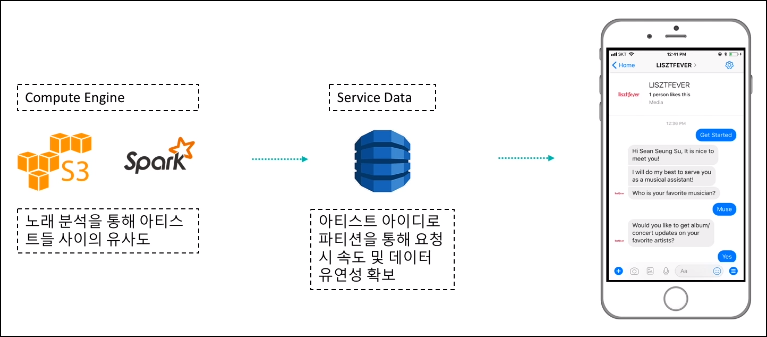 Compute Engine
S3
Spark
노래 분석을 통해 아티스
트들 사이의 유사도
Service Data
아티스트 아이디로
파티션을 통해 요청
시 속도 및 데이터
유연성 확보
SKT 12:41 PM
Home LISZTFEVER
lisztfever
LISZTFEVER
1 person likes this
Media
Get Started
Hi Sean Seung Su, it is nice to
meet you!
I will do my best to serve you
as a musical assistant!
Who is your favorite musician?
Muse
Would you like to get album/
concert updates on your
favorite artists?
Yes
Aa